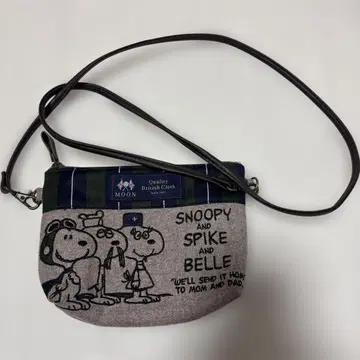 MOON
Quality
British Cloth
SNOOPY
AND
SPIKE
AND
BELLE
"WE'LL SEND IT HOME
TO MOM AND DAD."